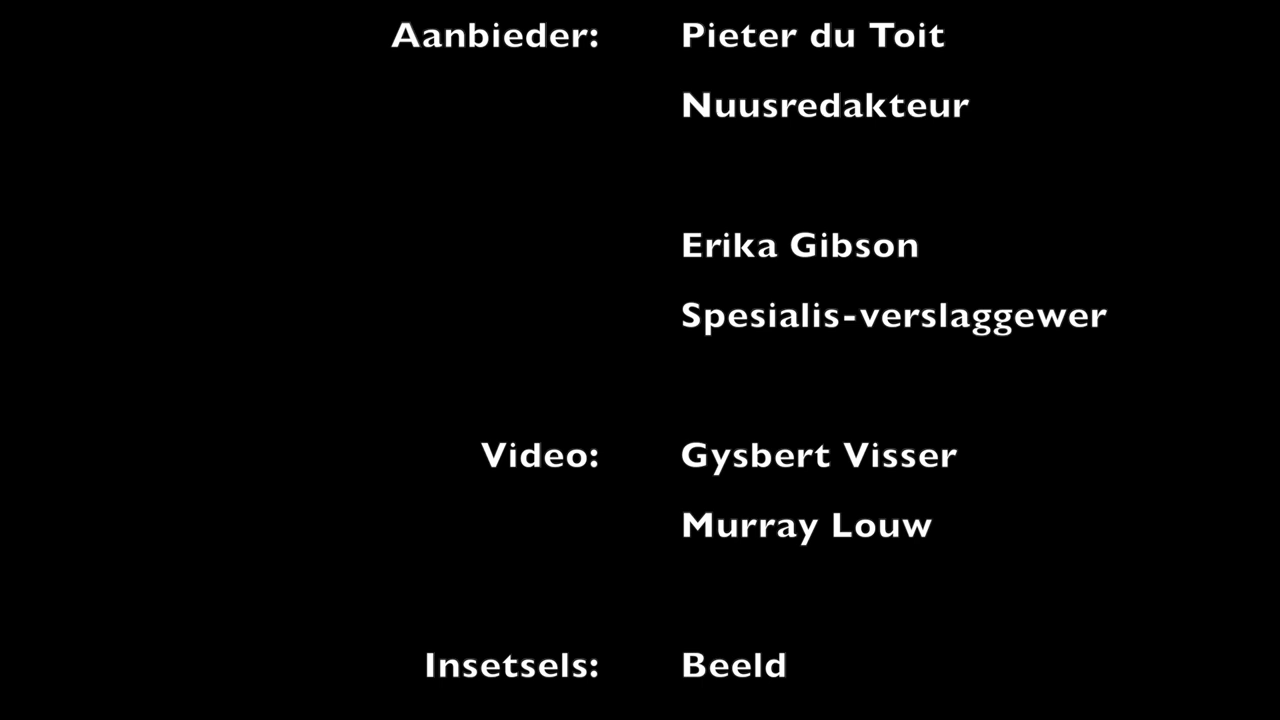 Aanbieder: Pieter du Toit
Nuusredakteur
Erika Gibson
Spesialis-verslaggewer
Video: Gysbert Visser
Murray Louw
Insetsels: Beeld